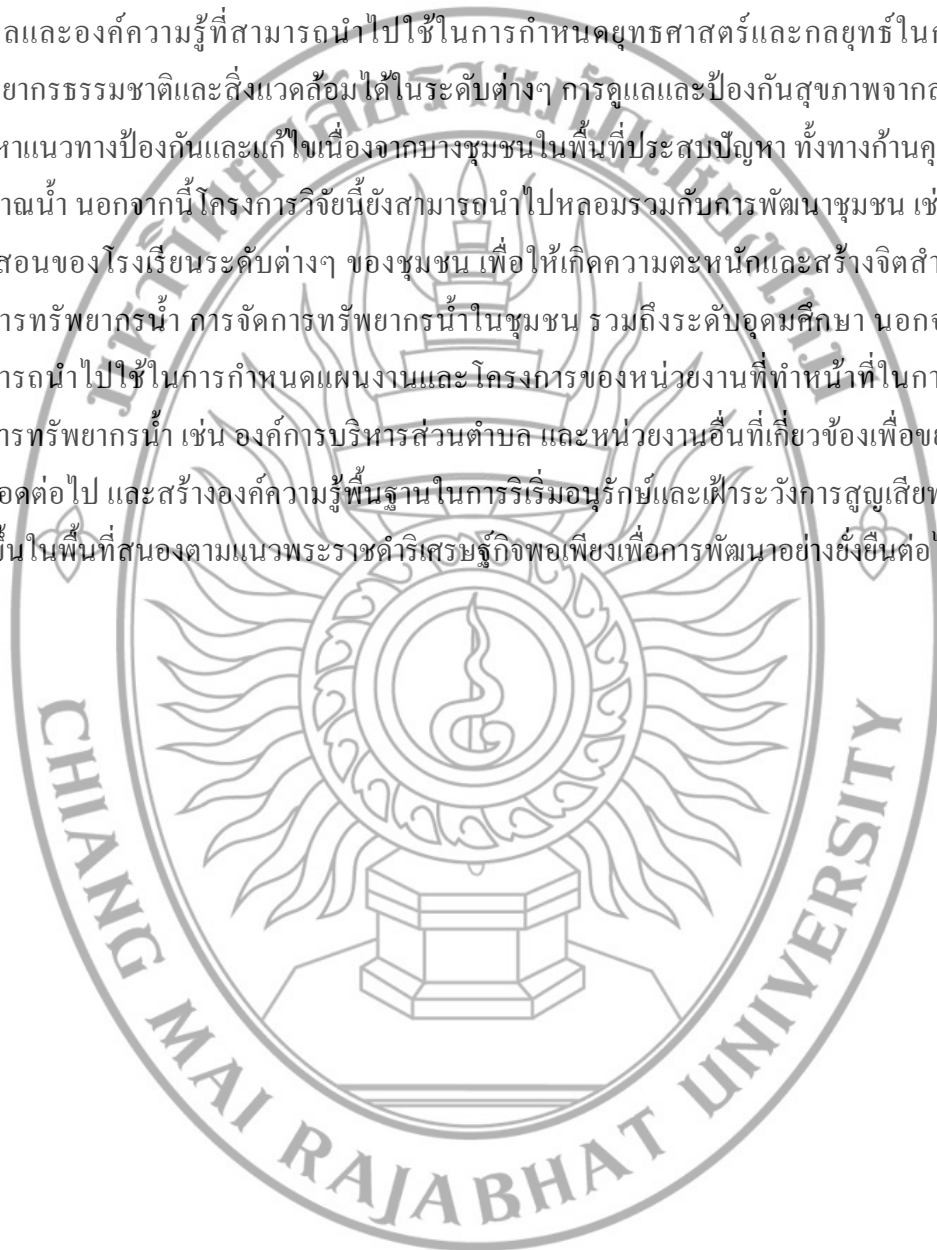 ลและองค์ความรู้ที่สามารถนำไปใช้ในการกำหนดยุทธศาสตร์และกลยุทธ์ในก
ยากรธรรมชาติและสิ่งแวดล้อมได้ในระดับต่างๆ การดูแลและป้องกันสุขภาพจาก
หาแนวทางป้องกันและแก้ไขเนื่องจากบางชุมชนในพื้นที่ประสบปัญหา ทั้งทางด้านคุ
าณน้ำ นอกจากนี้โครงการวิจัยนี้ยังสามารถนำไปหลอมรวมกับการพัฒนาชุมชน เช่
สอนของโรงเรียนระดับต่างๆ ของชุมชน เพื่อให้เกิดความตะหนักและสร้างจิตสำ
ารทรัพยากรน้ำ การจัดการทรัพยากรน้ำในชุมชน รวมถึงระดับอุดมศึกษา นอกจ
ารถนำไปใช้ในการกำหนดแผนงานและโครงการของหน่วยงานที่ทำหน้าที่ในกา
ารทรัพยากรน้ำ เช่น องค์การบริหารส่วนตำบล และหน่วยงานอื่นที่เกี่ยวข้องเพื่อขย
อดต่อไป และสร้างองค์ความรู้พื้นฐานในการริเริ่มอนุรักษ์และเฝ้าระวังการสูญเสียท
ขึ้นในพื้นที่สนองตามแนวพระราชดำริเศรษฐ์กิจพอเพียงเพื่อการพัฒนาอย่างยั่งยืนต่อไ
มหาวิทยาลัยราชภัฏเชียงใหม่
CHIANG MAI RAJABHAT UNIVERSITY